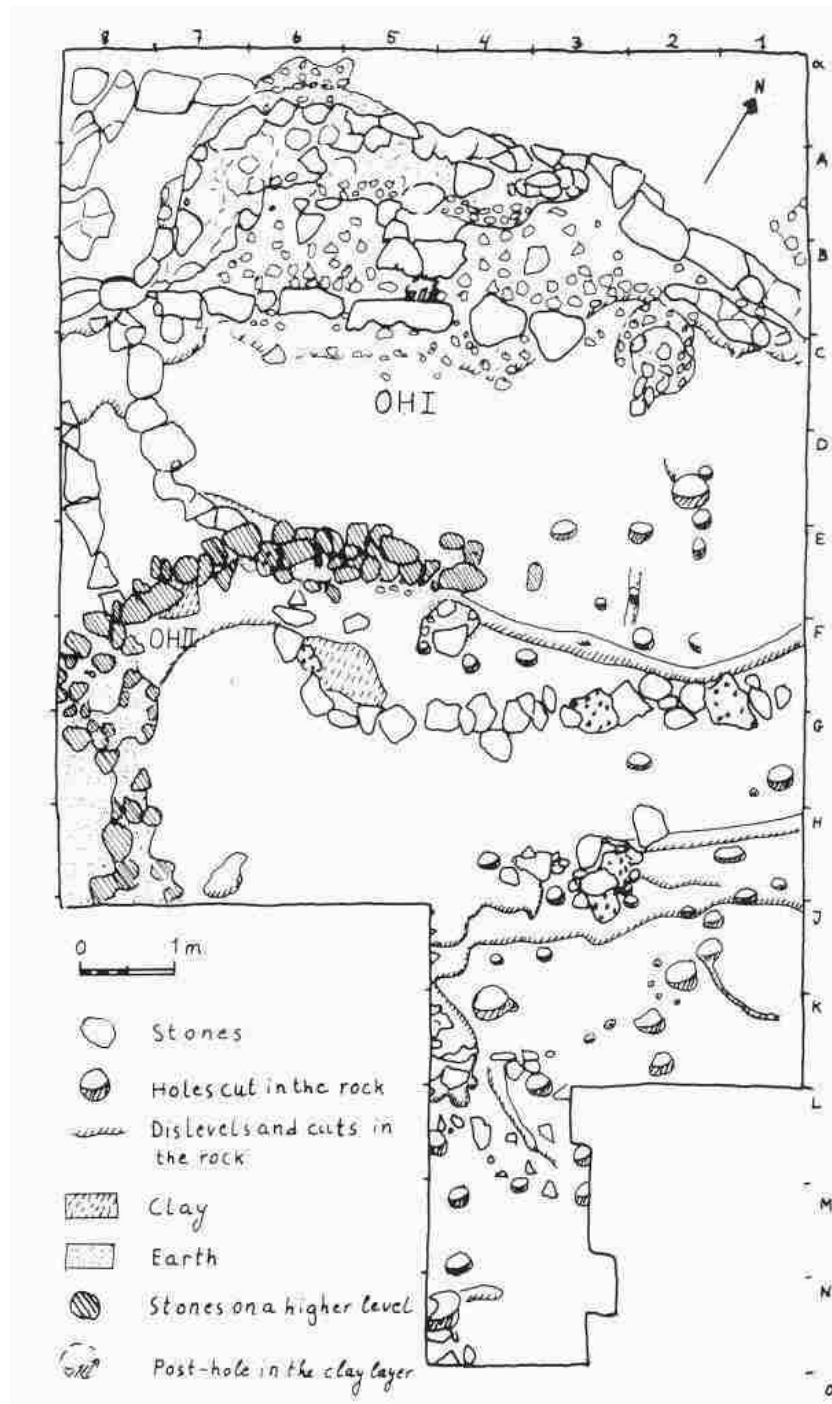 8 7 6 5 4 3 2 1
α
N
A
B
C
OHI
D
E
F
OHII
G
H
J
0 1 m
K
Stones
Holes cut in the rock
L
Dislevels and cuts in
the rock
M
Clay
Earth
N
Stones on a higher level
Post-hole in the clay layer
O